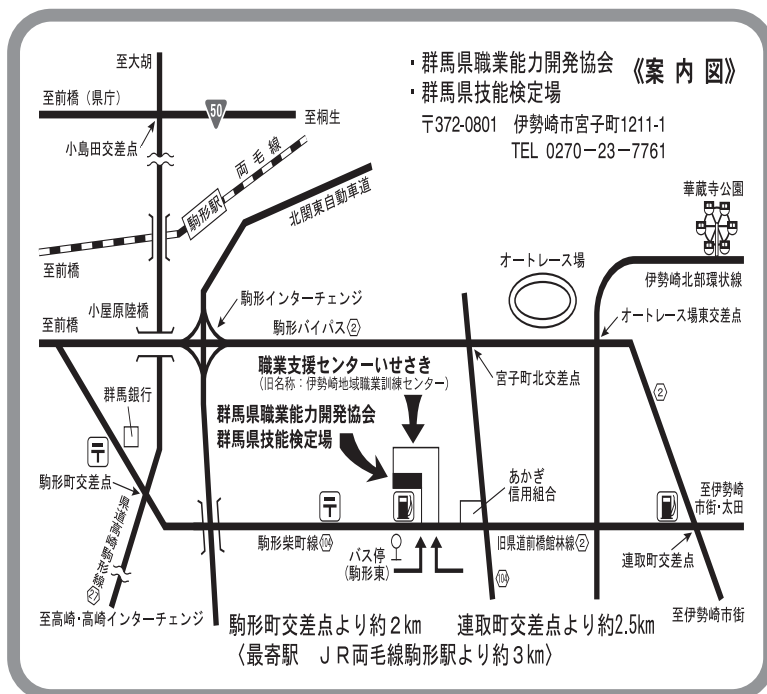 ・群馬県職業能力開発協会
・群馬県技能検定場
《案内図》
〒372-0801　伊勢崎市宮子町1211-1
TEL 0270－23－7761
至大胡
至前橋（県庁）
50
至桐生
小島田交差点
両毛線
駒形駅
北関東自動車道
至前橋
華蔵寺公園
オートレース場
伊勢崎北部環状線
小屋原陸橋
駒形インターチェンジ
至前橋
駒形バイパス②
オートレース場東交差点
職業支援センターいせさき
（旧名称：伊勢崎地域職業訓練センター）
宮子町北交差点
群馬銀行
群馬県職業能力開発協会
群馬県技能検定場
2
〒
あかぎ
信用組合
駒形町交差点
〒
至伊勢崎
市街・太田
県道高崎駒形線
27
駒形柴町線104
バス停
（駒形東）
旧県道前橋館林線②
連取町交差点
104
至高崎・高崎インターチェンジ
至伊勢崎市街
駒形町交差点より約2km　連取町交差点より約2.5km
〈最寄駅　ＪＲ両毛線駒形駅より約3km〉